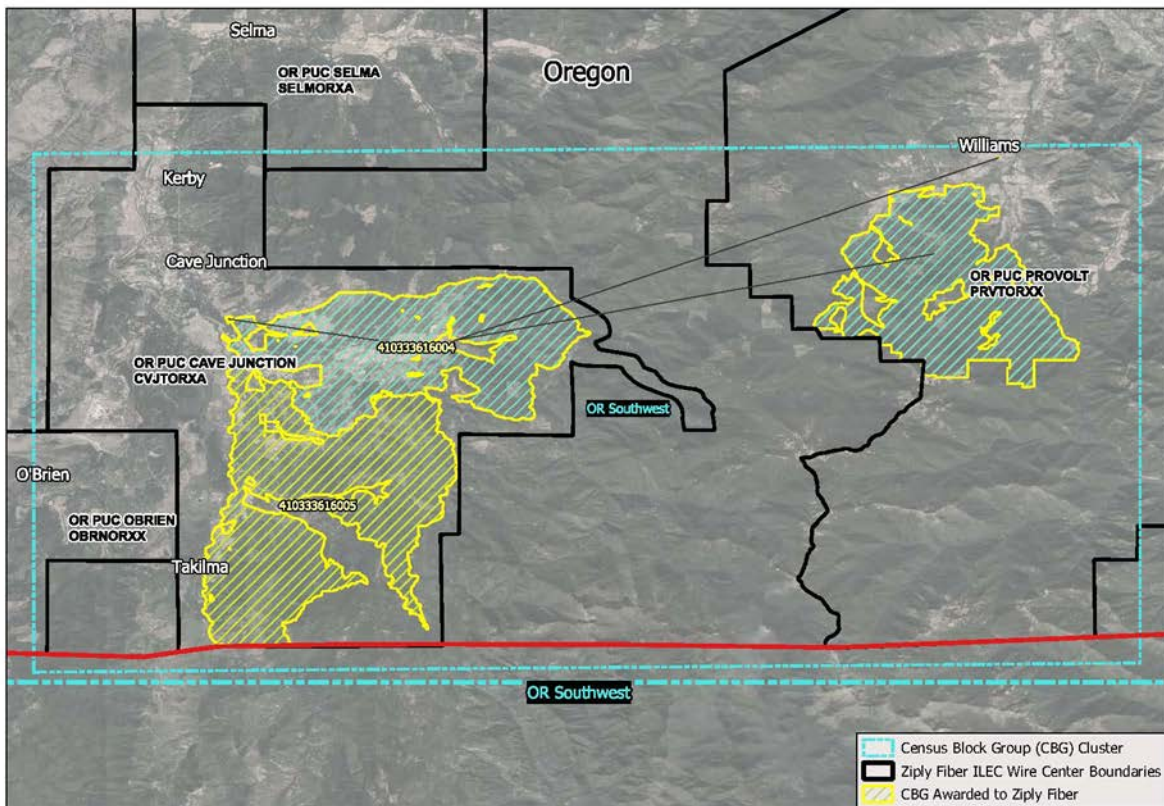 Selma
OR PUC SELMA
SELMORXA
Oregon
Williams
Kerby
Cave Junction
OR PUC PROVOLT
PRVTORXX
410333616004
OR PUC CAVE JUNCTION
CVJTORXA
OR Southwest
O'Brien
410333616005
OR PUC OBRIEN
OBRNORXX
Takilma
OR Southwest
Census Block Group (CBG) Cluster
Ziply Fiber ILEC Wire Center Boundaries
CBG Awarded to Ziply Fiber